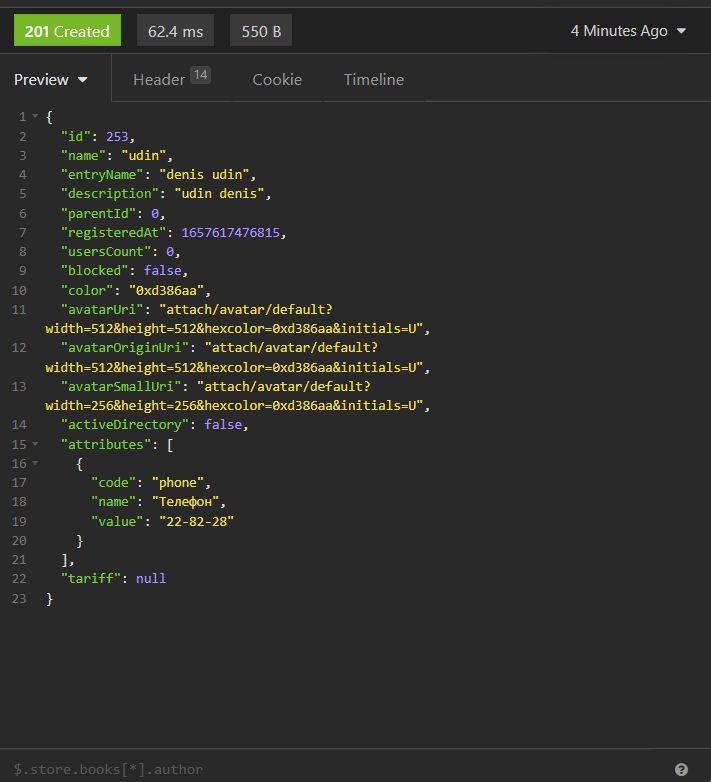 201 Created 62.4 ms 550 B 4 Minutes Ago
Preview Header 14 Cookie Timeline
1 {
2 "id": 253,
3 "name": "udin",
4 "entryName": "denis udin",
5 "description": "udin denis",
6 "parentId": 0,
7 "registeredAt": 1657617476815,
8 "usersCount": 0,
9 "blocked": false,
10 "color": "0xd386aa",
11 "avatarUri": "attach/avatar/default?
width=512&height=512&hexcolor=0xd386aa&initials=U",
12 "avatarOriginUri": "attach/avatar/default?
width=512&height=512&hexcolor=0xd386aa&initials=U",
13 "avatarSmallUri": "attach/avatar/default?
width=256&height=256&hexcolor=0xd386aa&initials=U",
14 "activeDirectory": false,
15 "attributes": [
16 {
17 "code": "phone",
18 "name": "Телефон",
19 "value": "22-82-28"
20 }
21 ],
22 "tariff": null
23 }
$.store.books[*].author